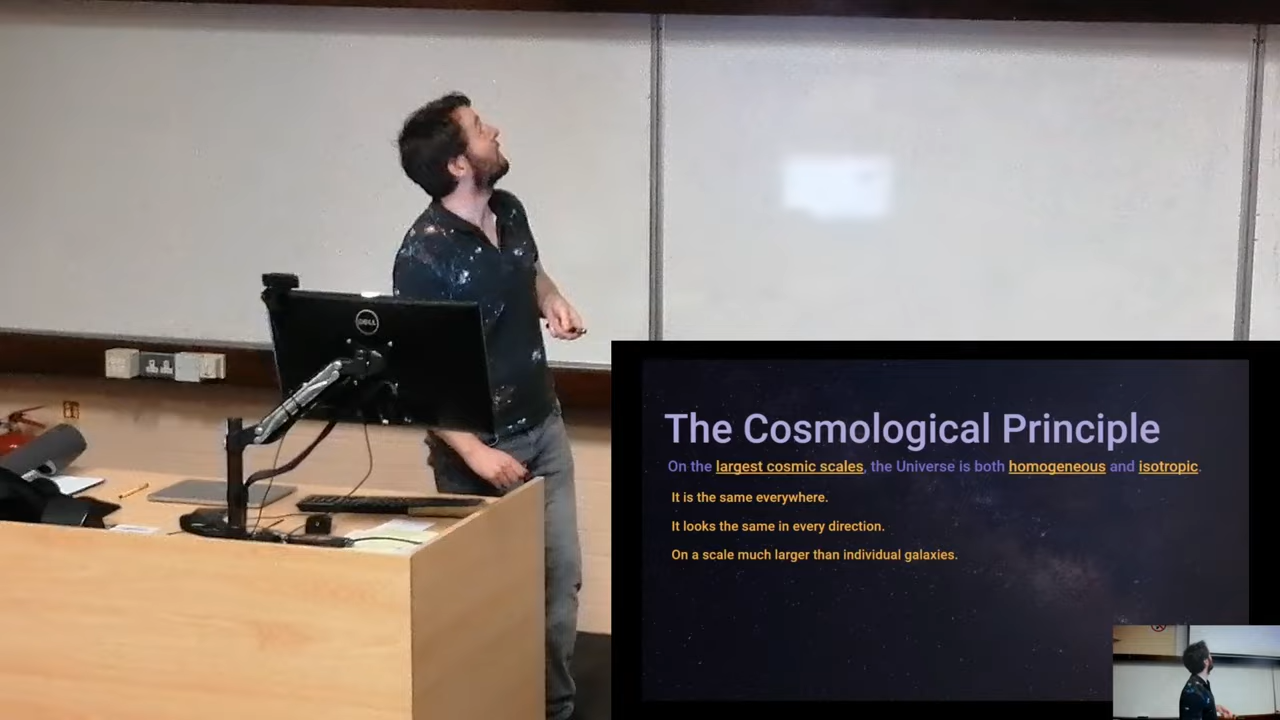 DELL
The Cosmological Principle
On the largest cosmic scales, the Universe is both homogeneous and isotropic.
It is the same everywhere.
It looks the same in every direction.
On a scale much larger than individual galaxies.